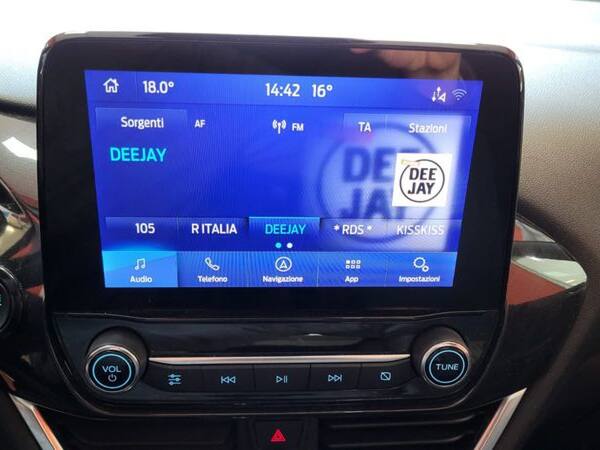 18.0° 14:42 16°
Sorgenti AF FM TA Stazioni
DEEJAY
DEE
JAY
DEE
JAY
105 R ITALIA DEEJAY *RDS* KISSKISS
Audio Telefono Navigazione App Impostazioni
VOL TUNE